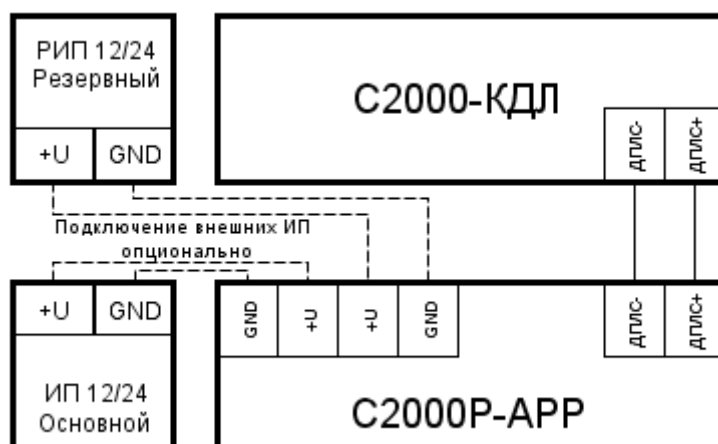 РИП 12/24
Резервный
+U GND
С2000-КДЛ
ДПЛС- ДПЛС+
Подключение внешних ИП
опционально
+U GND
ИП 12/24
Основной
GND +U +U GND
ДПЛС- ДПЛС+
С2000Р-АРР